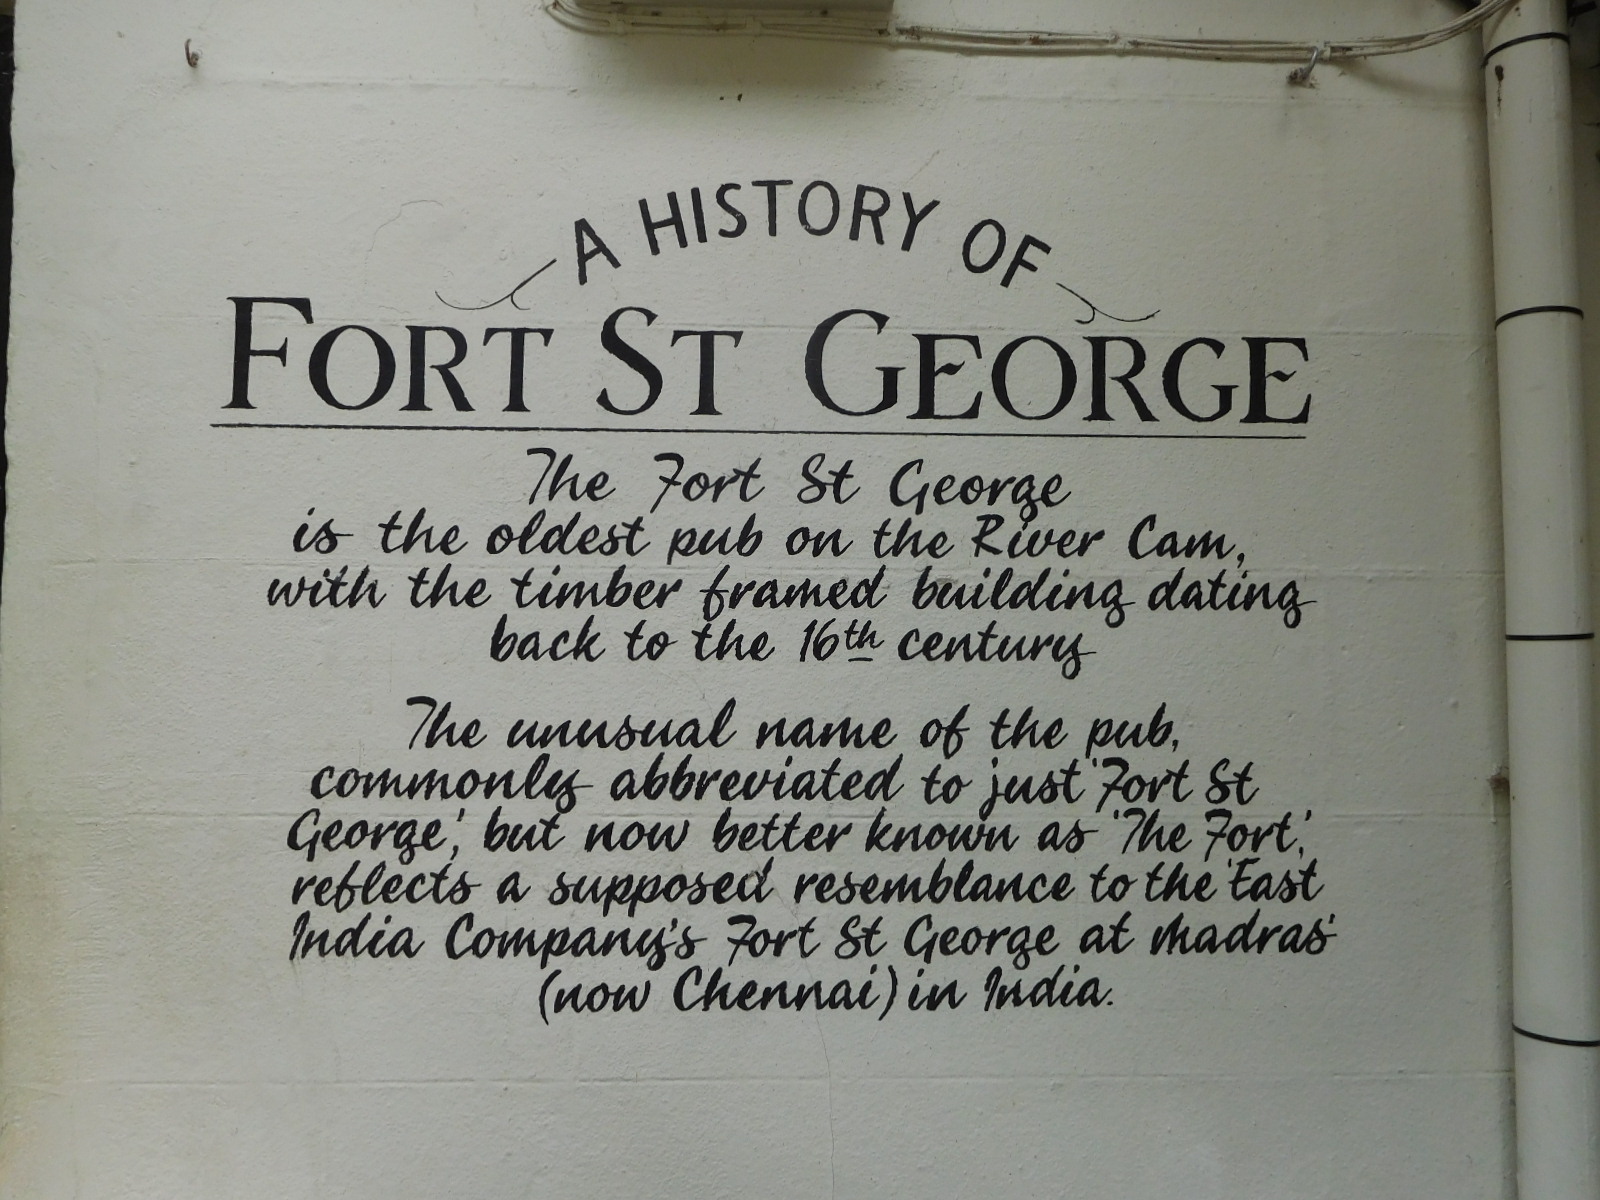 A HISTORY OF
FORT ST GEORGE
The Fort St George
is the oldest pub on the River Cam,
with the timber framed building dating
back to the 16th century
The unusual name of the pub,
commonly abbreviated to just 'Fort St
George,' but now better known as 'The Fort,'
reflects a supposed resemblance to the 'East
India Company's Fort St George at Madras'
(now Chennai) in India.